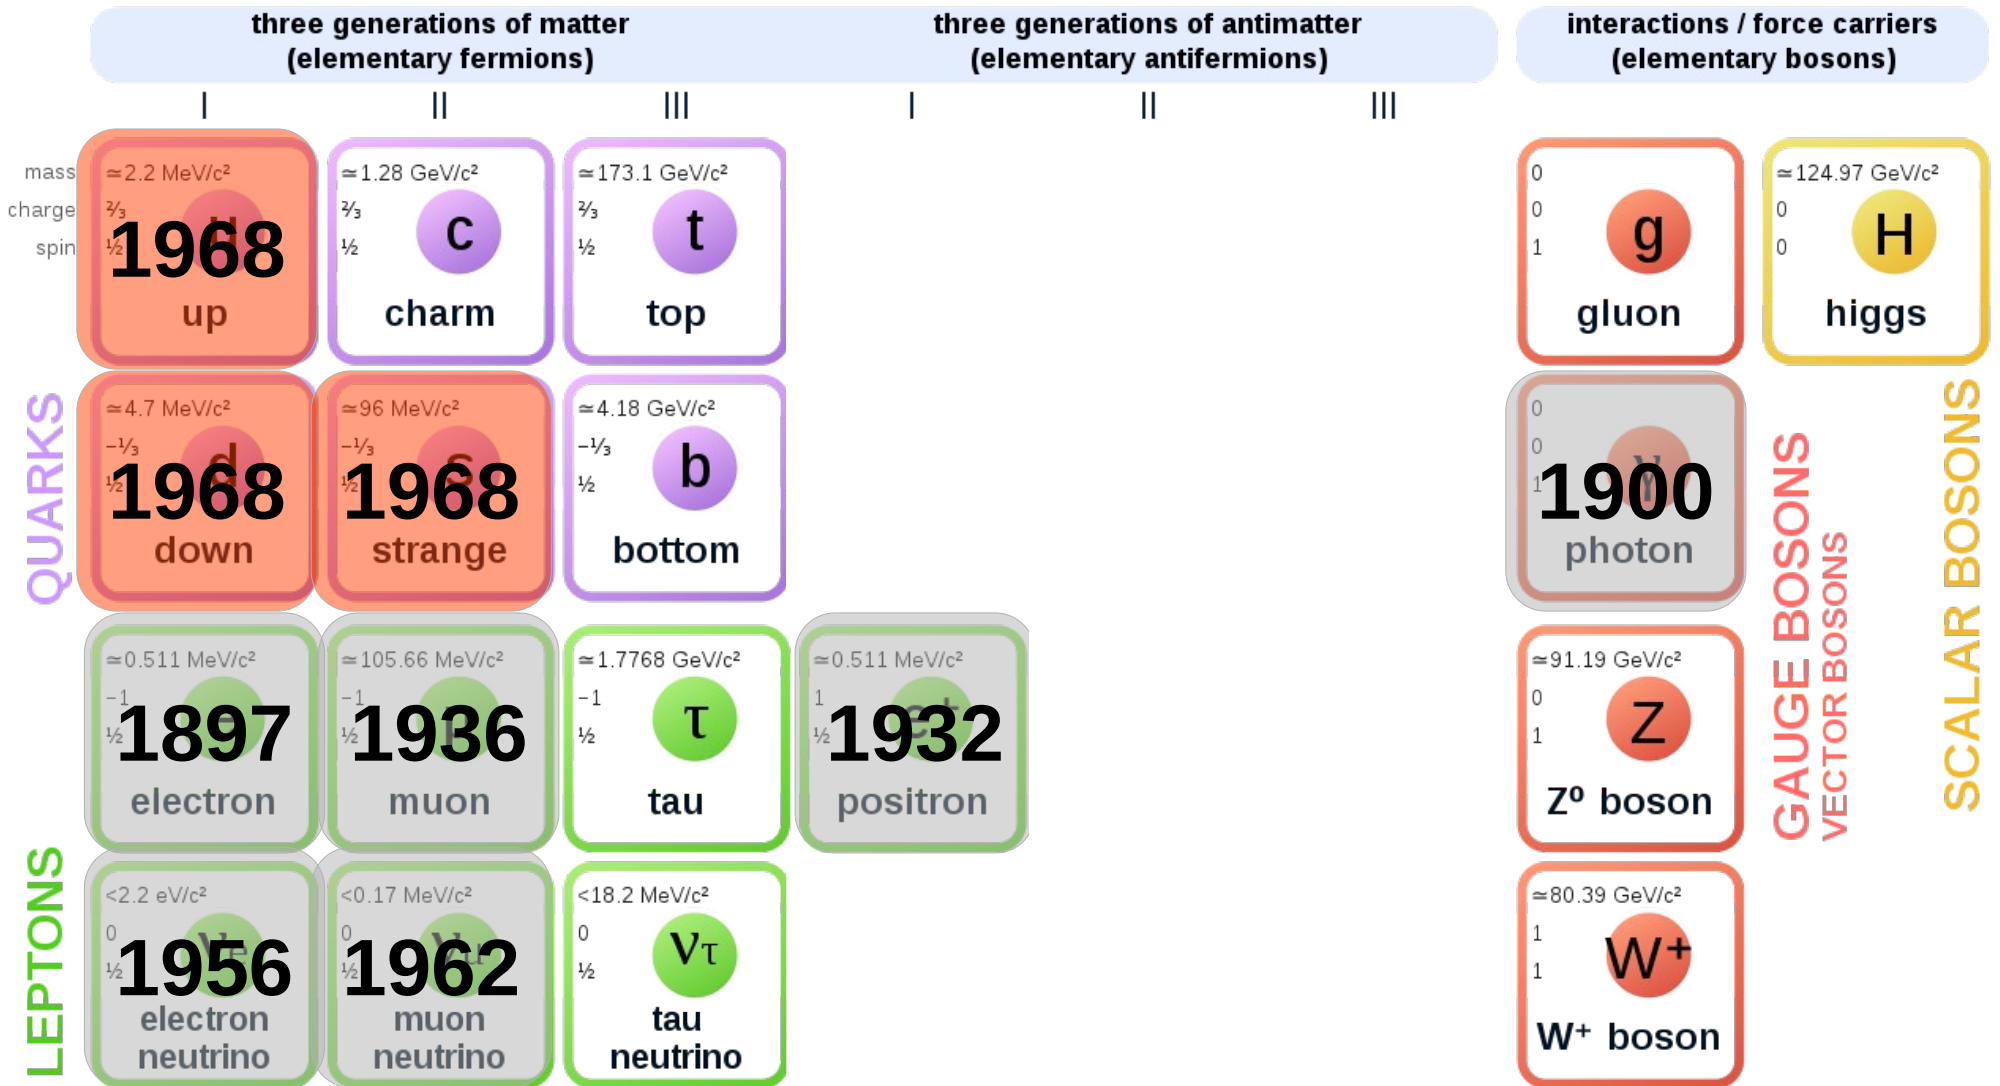 three generations of matter
(elementary fermions)
three generations of antimatter
(elementary antifermions)
interactions / force carriers
(elementary bosons)
I
II
III
I
II
III
mass
charge
spin
≃2.2 MeV/c²
⅔
½
1968
up
≃1.28 GeV/c²
⅔
½
c
charm
≃173.1 GeV/c²
⅔
½
t
top
0
0
1
g
gluon
≃124.97 GeV/c²
0
0
H
higgs
QUARKS
≃4.7 MeV/c²
−⅓
½
d
1968
down
≃96 MeV/c²
−⅓
½
s
1968
strange
≃4.18 GeV/c²
−⅓
½
b
bottom
0
0
1
γ
1900
photon
GAUGE BOSONS
VECTOR BOSONS
SCALAR BOSONS
≃0.511 MeV/c²
−1
½
1897
electron
≃105.66 MeV/c²
−1
½
μ
1936
muon
≃1.7768 GeV/c²
−1
½
τ
tau
≃0.511 MeV/c²
1
½
e⁺
1932
positron
≃91.19 GeV/c²
0
1
Z
Z⁰ boson
LEPTONS
<2.2 eV/c²
0
½
νe
1956
electron
neutrino
<0.17 MeV/c²
0
½
νμ
1962
muon
neutrino
<18.2 MeV/c²
0
½
ντ
tau
neutrino
≃80.39 GeV/c²
1
1
W⁺
W⁺ boson